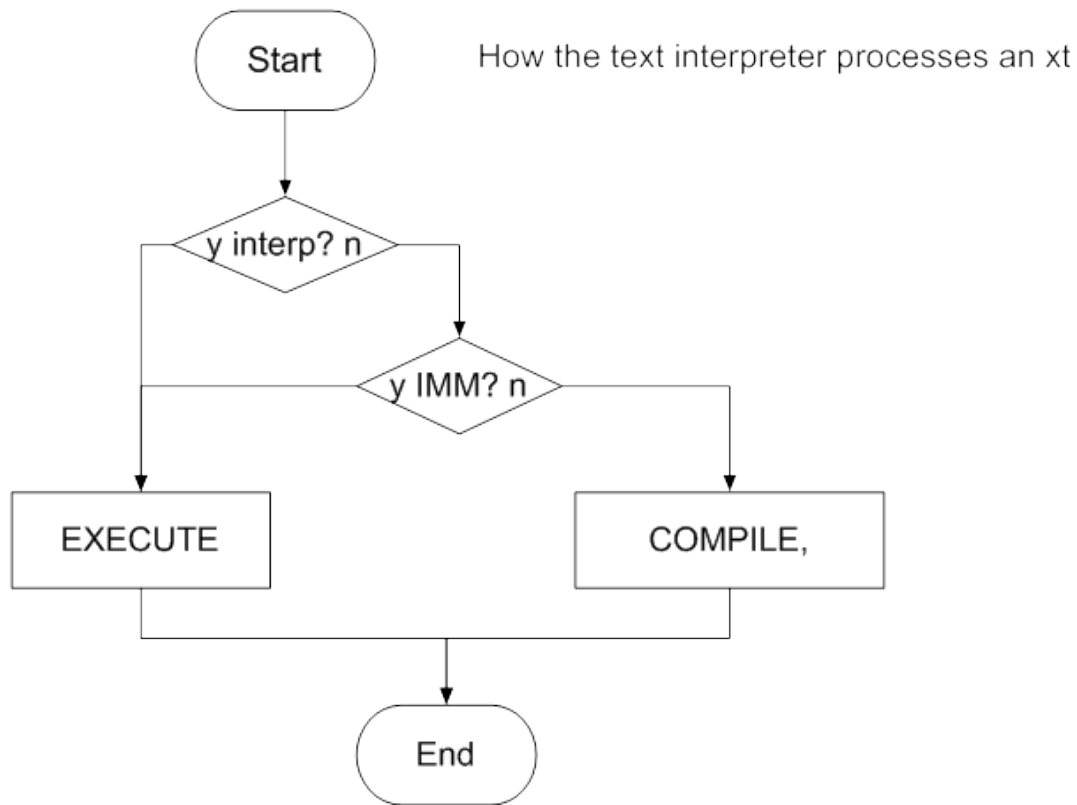 Start
How the text interpreter processes an xt
y interp? n
y IMM? n
EXECUTE
COMPILE,
End